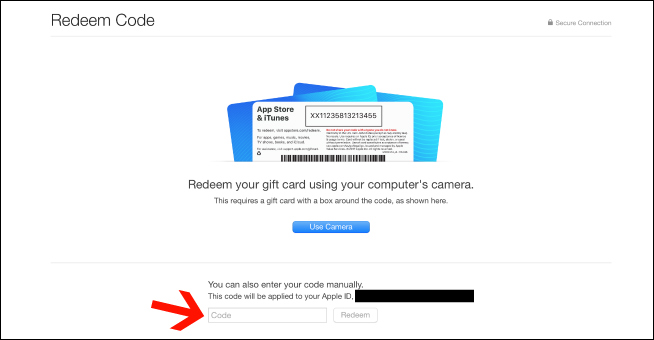 Redeem Code
Secure Connection
App Store
& iTunes
XX11235813213455
To redeem, visit appstore.com/redeem.
For apps, games, music, movies,
TV shows, books, and iCloud.
Redeem your gift card using your computer's camera.
This requires a gift card with a box around the code, as shown here.
Use Camera
You can also enter your code manually.
This code will be applied to your Apple ID,
Code
Redeem